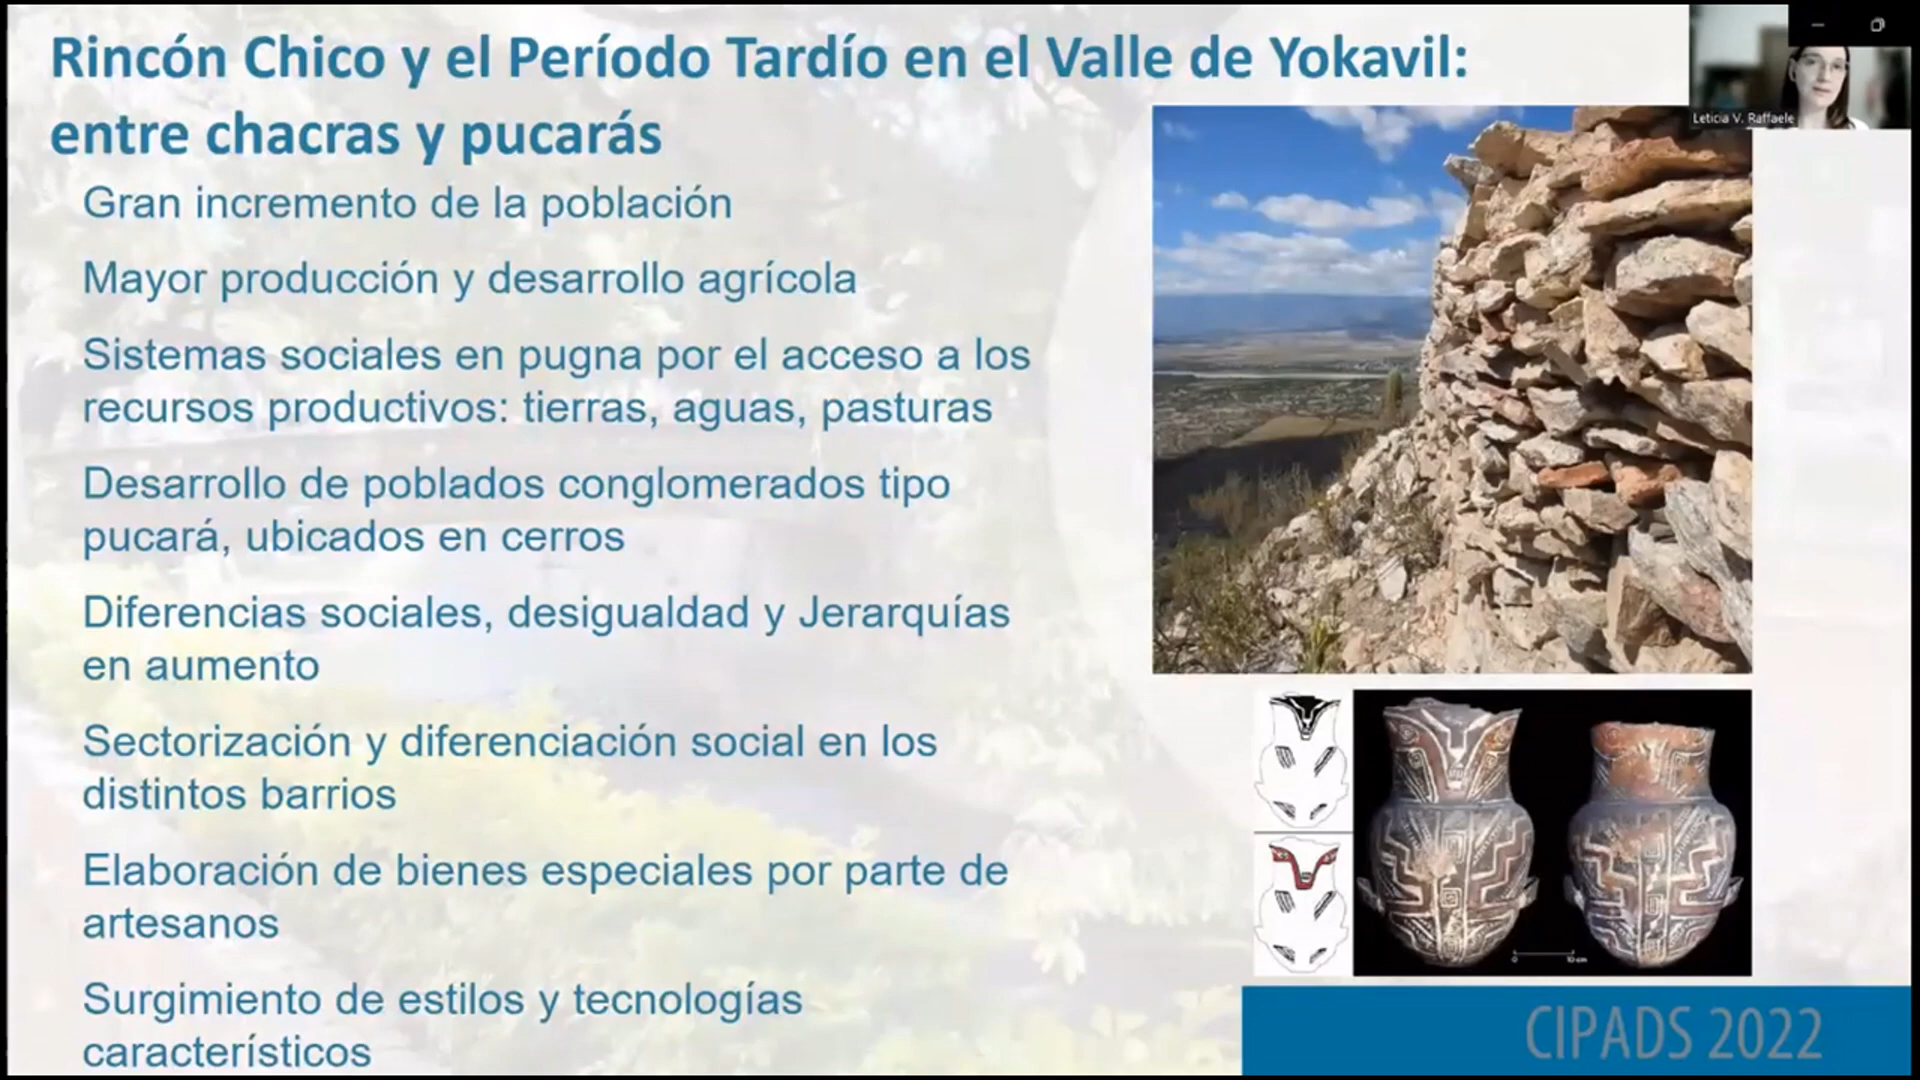 Rincón Chico y el Período Tardío en el Valle de Yokavil:
entre chacras y pucarás
Leticia V. Raffaele
Gran incremento de la población
Mayor producción y desarrollo agrícola
Sistemas sociales en pugna por el acceso a los
recursos productivos: tierras, aguas, pasturas
Desarrollo de poblados conglomerados tipo
pucará, ubicados en cerros
Diferencias sociales, desigualdad y Jerarquías
en aumento
Sectorización y diferenciación social en los
distintos barrios
Elaboración de bienes especiales por parte de
artesanos
Surgimiento de estilos y tecnologías
característicos
0 10 cm
CIPADS 2022